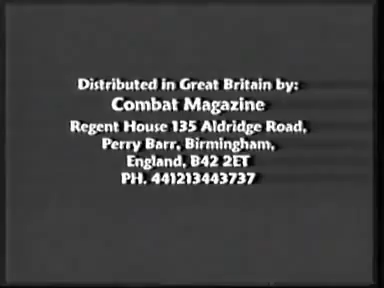 Distributed in Great Britain by:
Combat Magazine
Regent House 135 Aldridge Road,
Perry Barr, Birmingham,
England, B42 2ET
PH. 441213443737